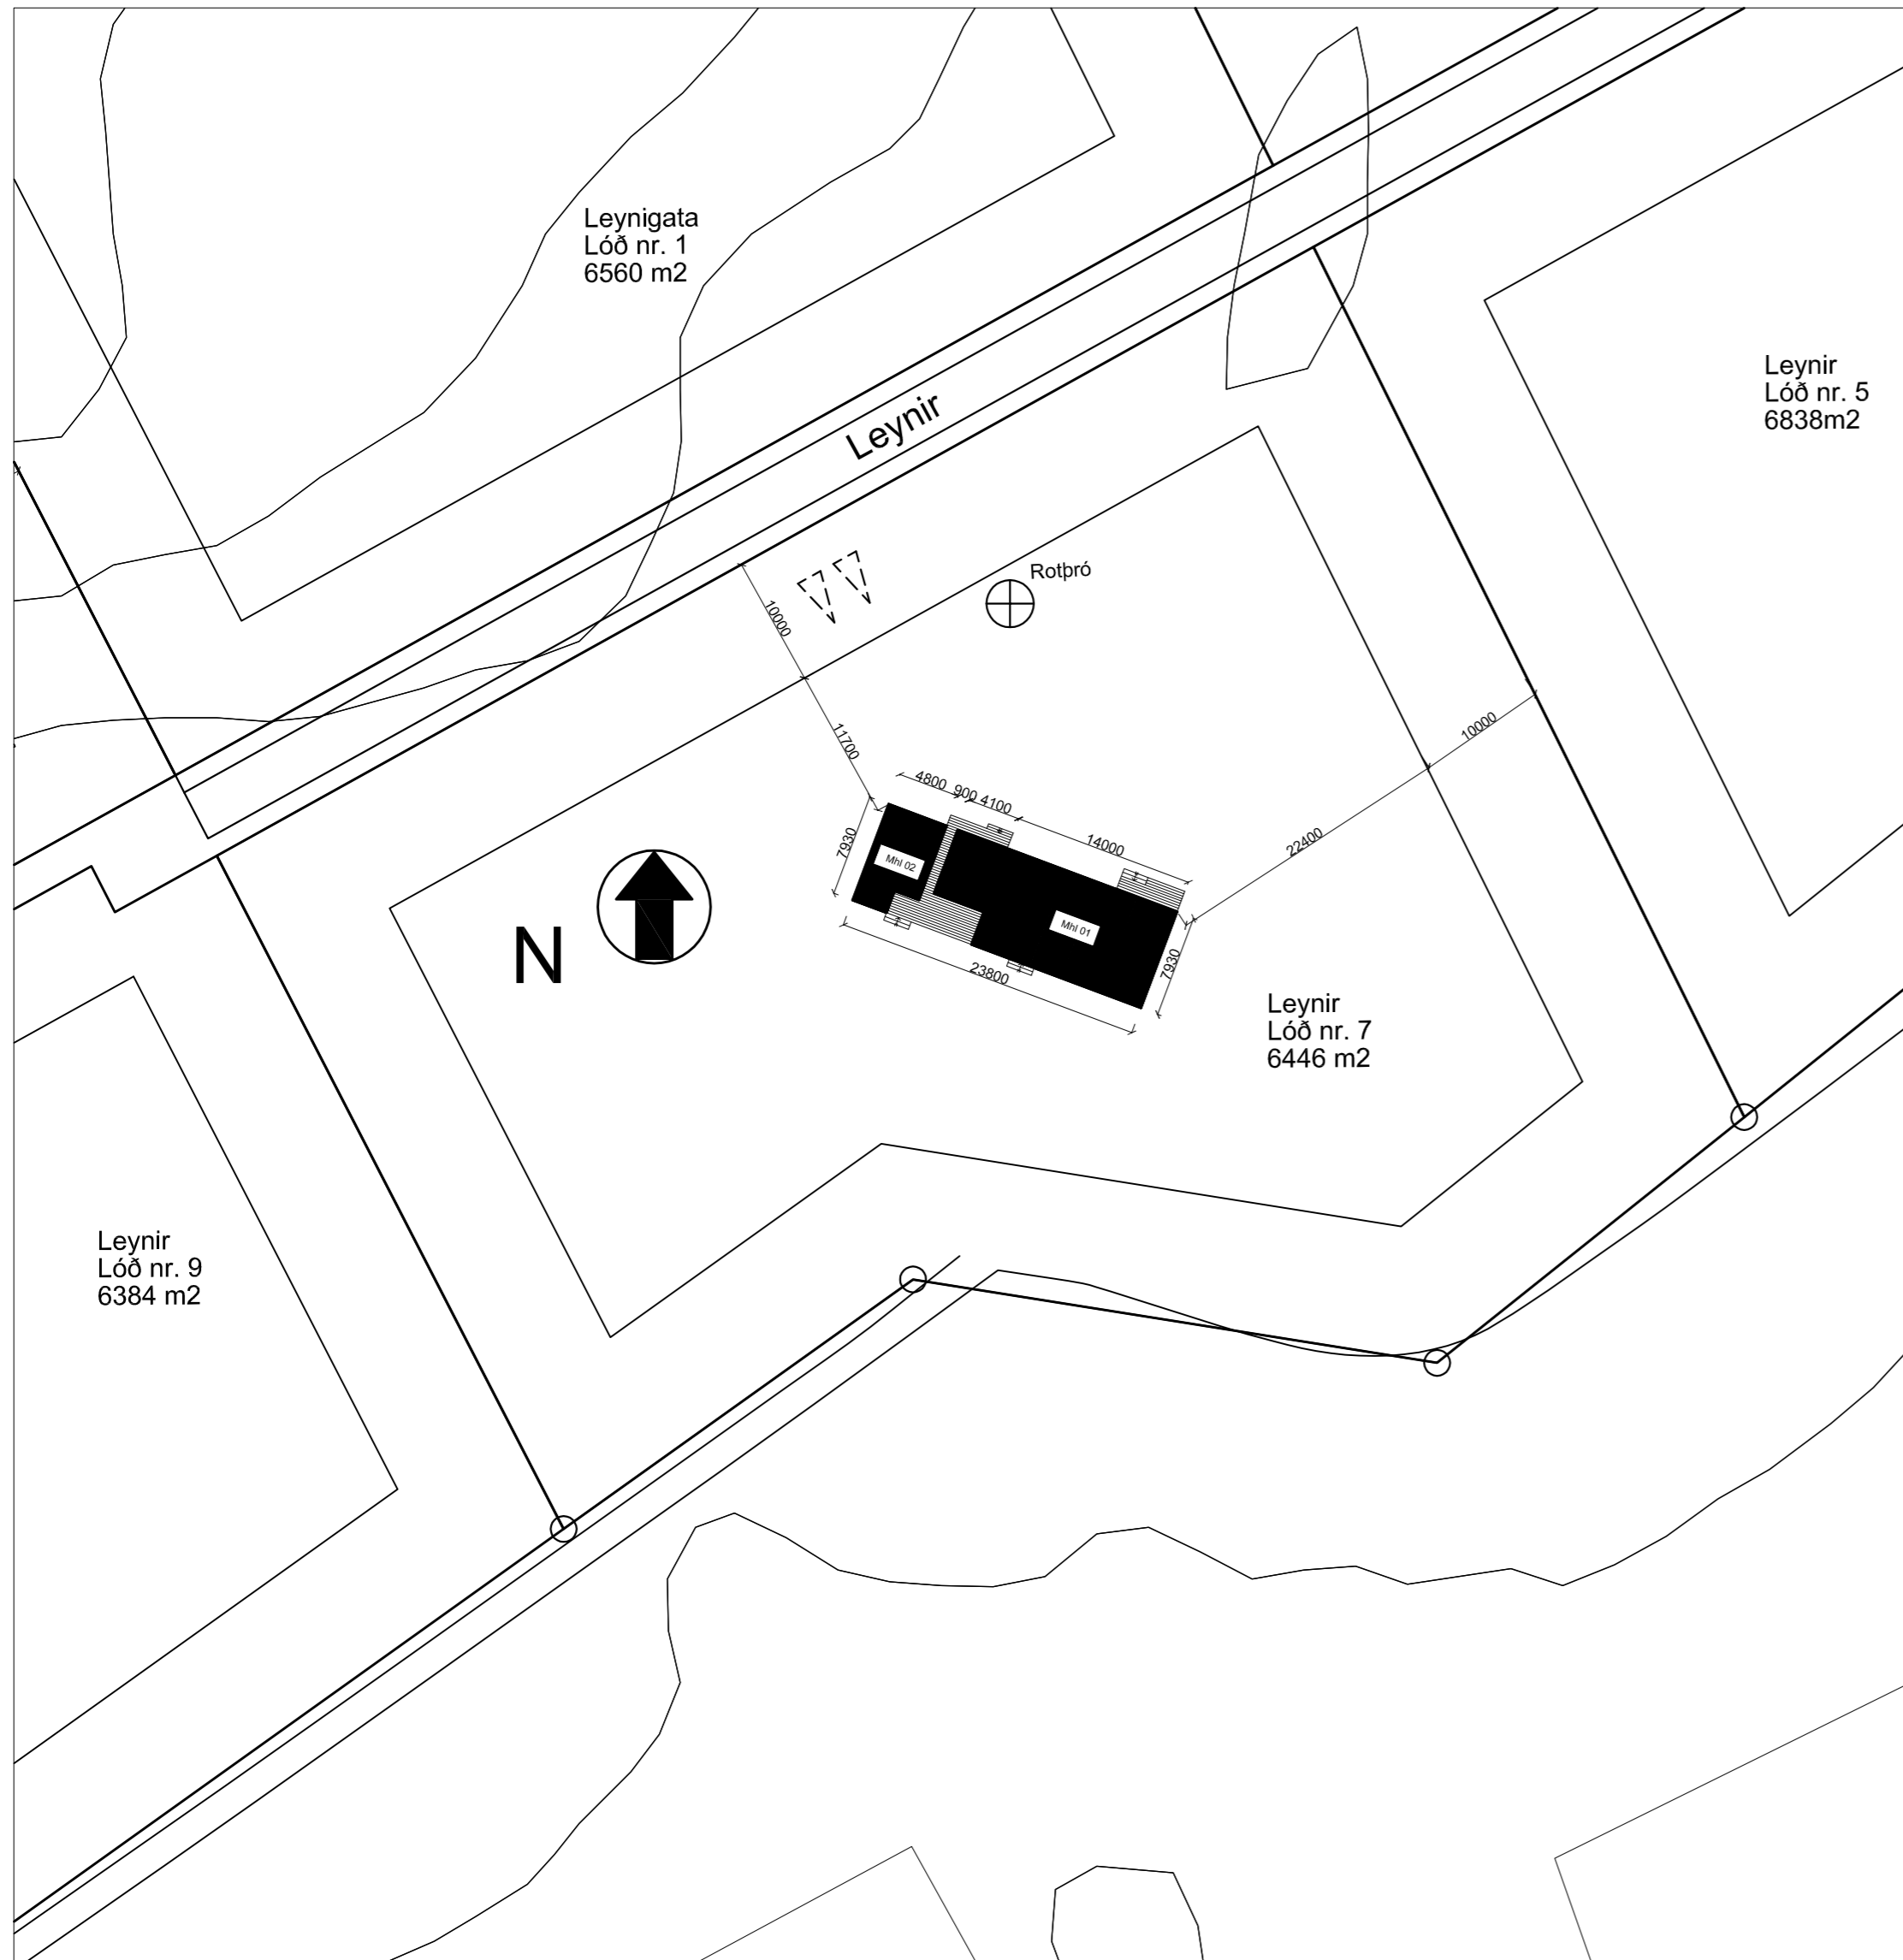 Leynigata
Lóð nr. 1
6560 m2
Leynir
Lóð nr. 5
6838m2
Leynir
Rotþró
10000
11700
10000
4800
900
4100
14000
22400
7930
Mhl 02
Mhl 01
7930
23800
N
Leynir
Lóð nr. 7
6446 m2
Leynir
Lóð nr. 9
6384 m2